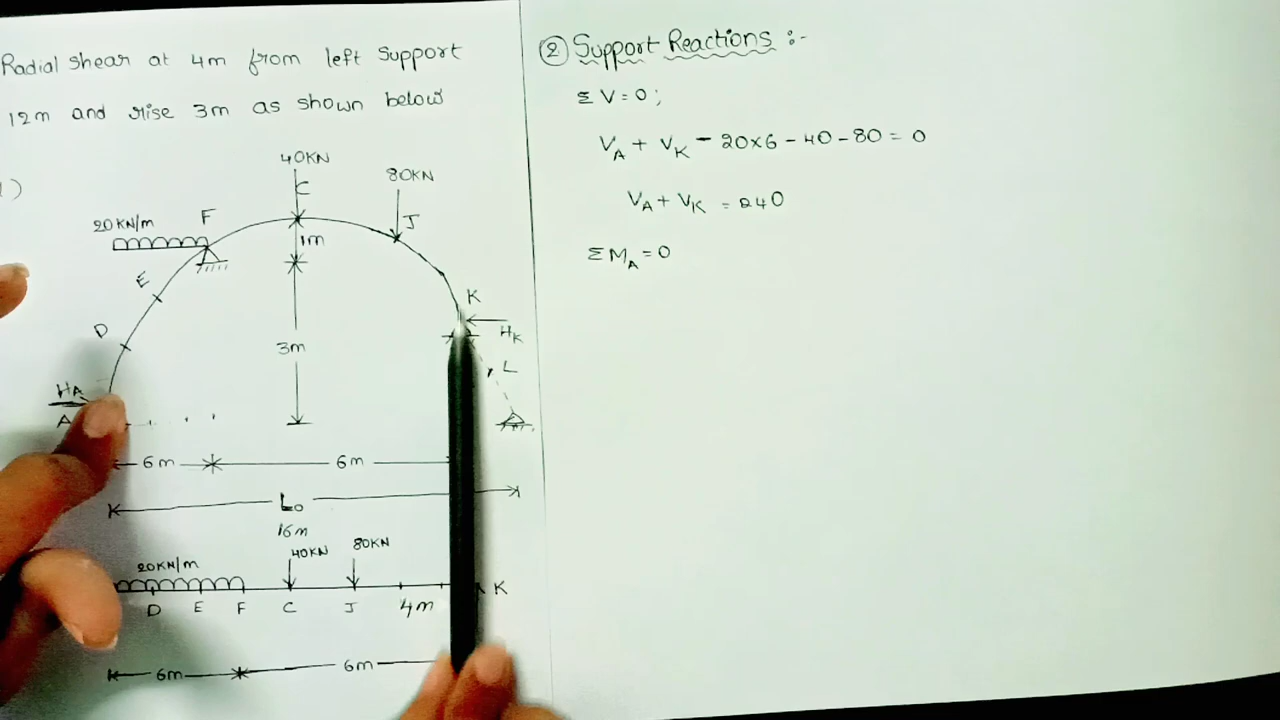 Radial shear at 4m from left support
12m and rise 3m as shown below
)
40KN
80KN
C
20KN/m
F
J
1m
E
K
D
HK
3m
L
HA
A
6m
6m
L0
16m
40KN
80KN
20KN/m
D E F C J 4m K
6m
6m
② Support Reactions :-
ΣV=0;
VA + VK - 20x6 - 40 - 80 = 0
VA + VK = 240
ΣMA = 0